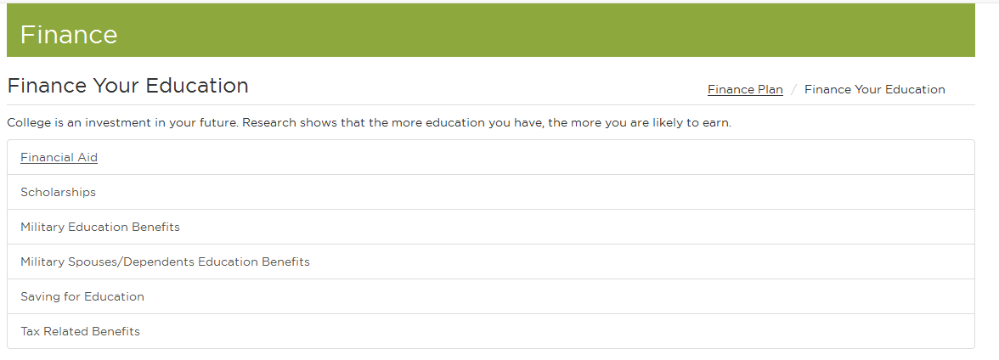 Finance
Finance Your Education
Finance Plan / Finance Your Education
College is an investment in your future. Research shows that the more education you have, the more you are likely to earn.
Financial Aid
Scholarships
Military Education Benefits
Military Spouses/Dependents Education Benefits
Saving for Education
Tax Related Benefits